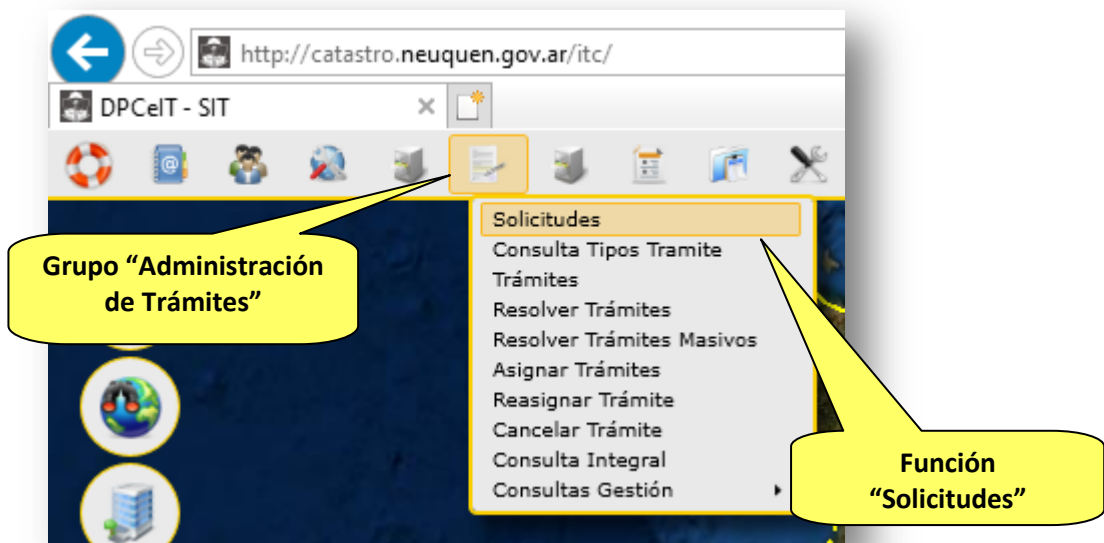 http://catastro.neuquen.gov.ar/itc/
DPCeIT - SIT
Solicitudes
Consulta Tipos Tramite
Trámites
Resolver Trámites
Resolver Trámites Masivos
Asignar Trámites
Reasignar Trámite
Cancelar Trámite
Consulta Integral
Consultas Gestión
Grupo “Administración
de Trámites”
Función
“Solicitudes”